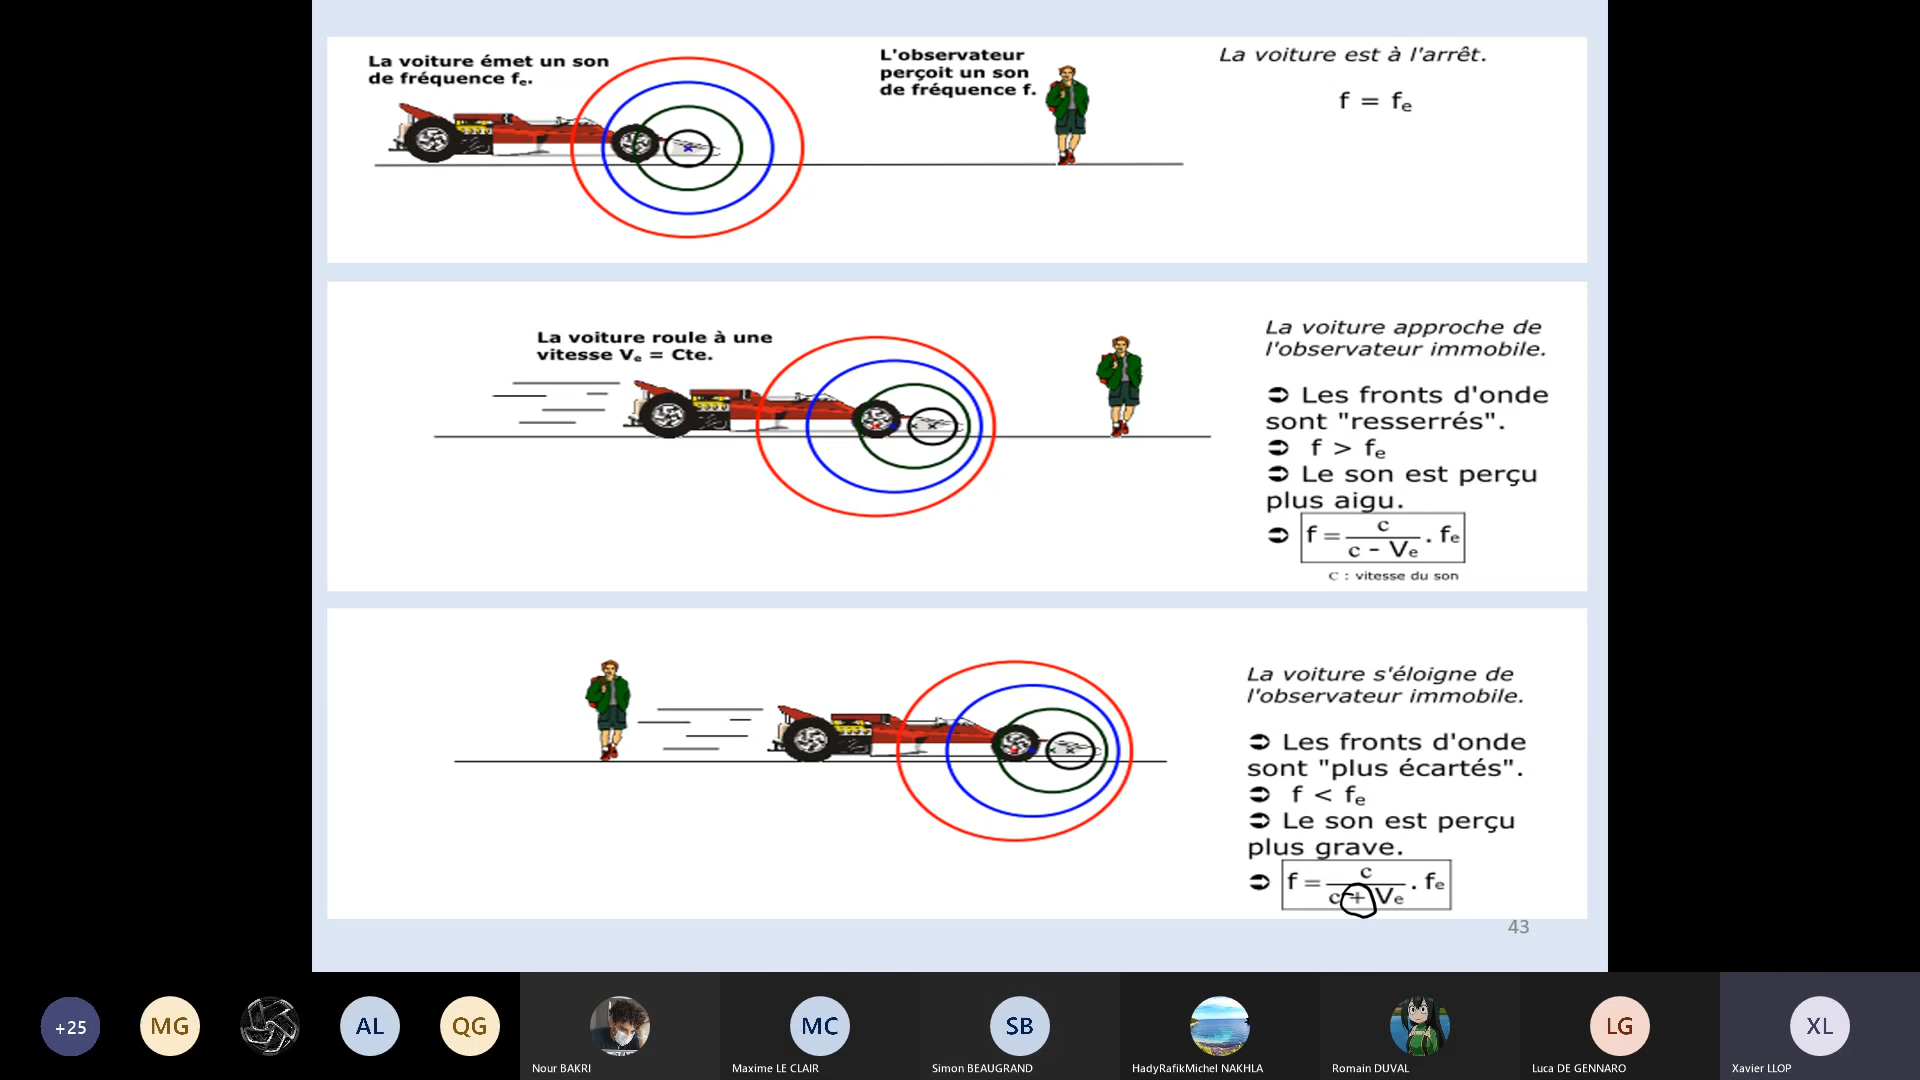 La voiture émet un son
de fréquence fₑ.
L'observateur
perçoit un son
de fréquence f.
La voiture est à l'arrêt.
f = fₑ
La voiture roule à une
vitesse Vₑ = Cte.
La voiture approche de
l'observateur immobile.
➲ Les fronts d'onde
sont "resserrés".
➲ f > fₑ
➲ Le son est perçu
plus aigu.
➲ f = c / (c - Vₑ) . fₑ
C : vitesse du son
La voiture s'éloigne de
l'observateur immobile.
➲ Les fronts d'onde
sont "plus écartés".
➲ f < fₑ
➲ Le son est perçu
plus grave.
➲ f = c / (c + Vₑ) . fₑ
43
+25
MG
AL
QG
MC
SB
LG
XL
Nour BAKRI
Maxime LE CLAIR
Simon BEAUGRAND
HadyRafikMichel NAKHLA
Romain DUVAL
Luca DE GENNARO
Xavier LLOP